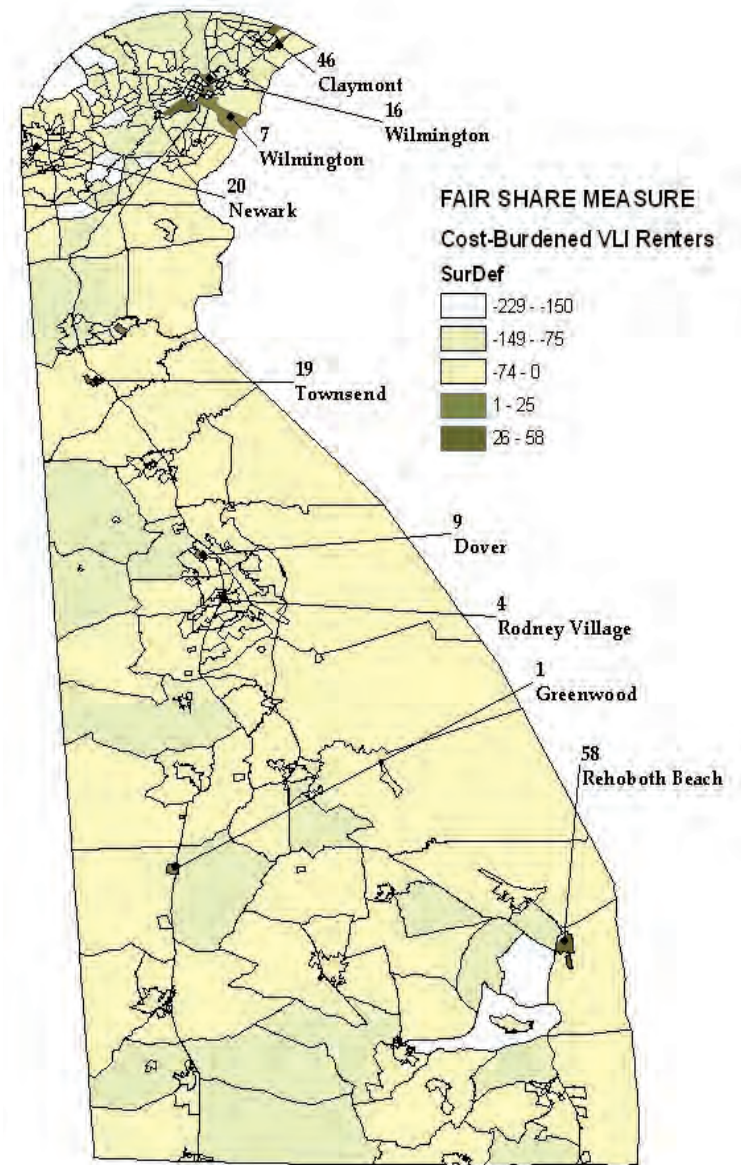 46
Claymont
16
Wilmington
7
Wilmington
20
Newark
FAIR SHARE MEASURE
Cost-Burdened VLI Renters
SurDef
-229 - -150
-149 - -75
-74 - 0
1 - 25
26 - 58
19
Townsend
9
Dover
4
Rodney Village
1
Greenwood
58
Rehoboth Beach